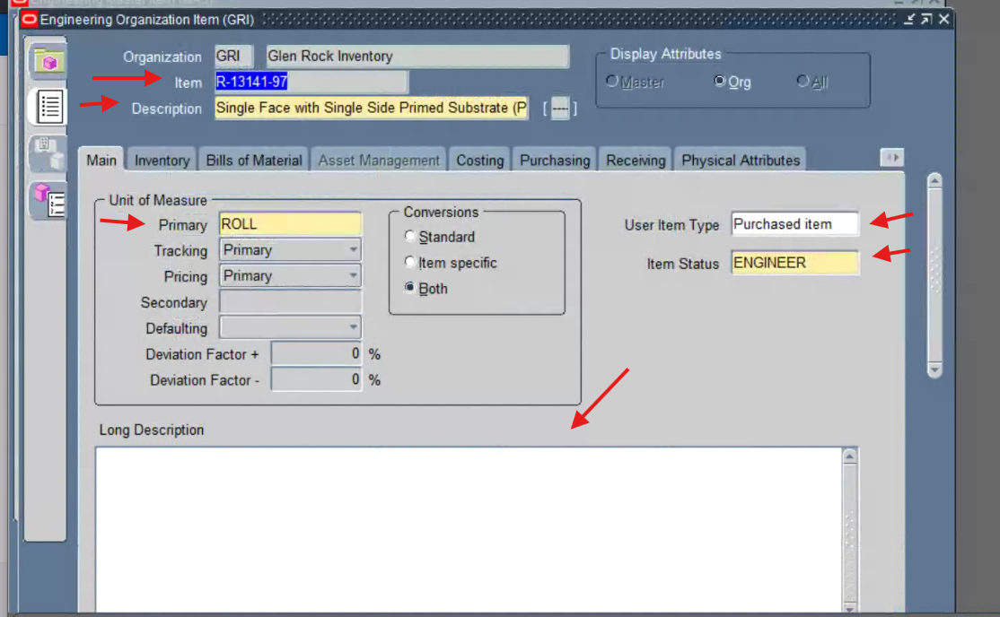 Engineering Organization Item (GRI)
Organization GRI Glen Rock Inventory
Item R-13141-97
Description Single Face with Single Side Primed Substrate (P [ ---- ]
Display Attributes
Master Org All
Main Inventory Bills of Material Asset Management Costing Purchasing Receiving Physical Attributes
Unit of Measure
Primary ROLL
Tracking Primary
Pricing Primary
Secondary
Defaulting
Deviation Factor + 0 %
Deviation Factor - 0 %
Conversions
Standard
Item specific
Both
User Item Type Purchased item
Item Status ENGINEER
Long Description